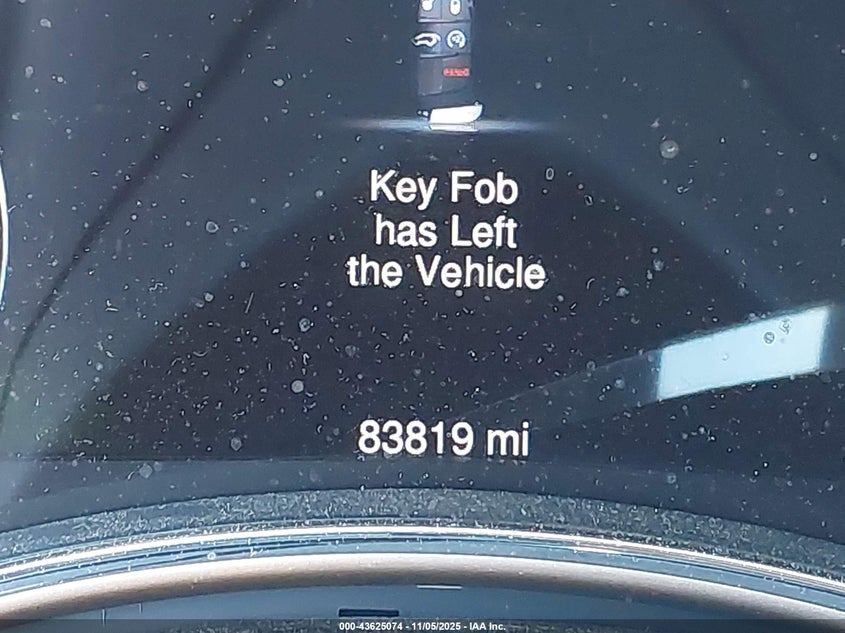 Key Fob
has Left
the Vehicle
83819 mi
000-43625074 - 11/05/2025 - IAA Inc.